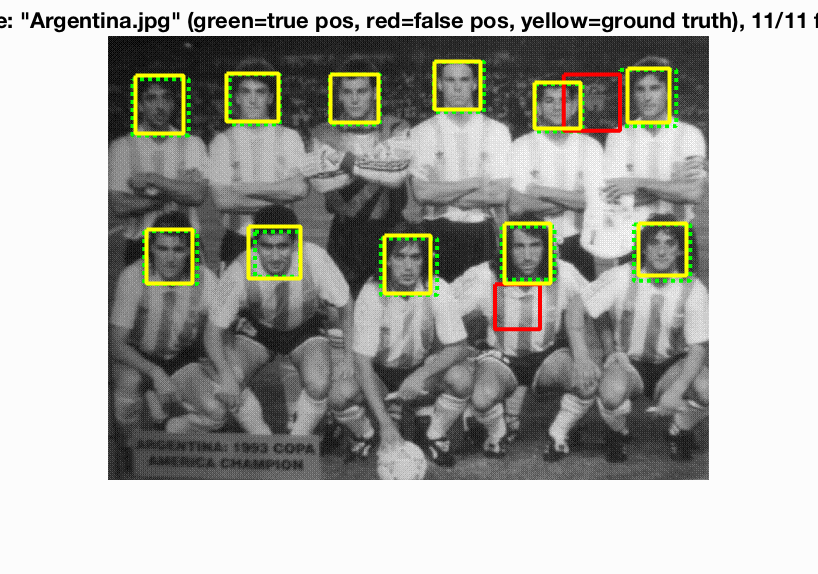 e: "Argentina.jpg" (green=true pos, red=false pos, yellow=ground truth), 11/11 f
ARGENTINA: 1993 COPA
AMERICA CHAMPION